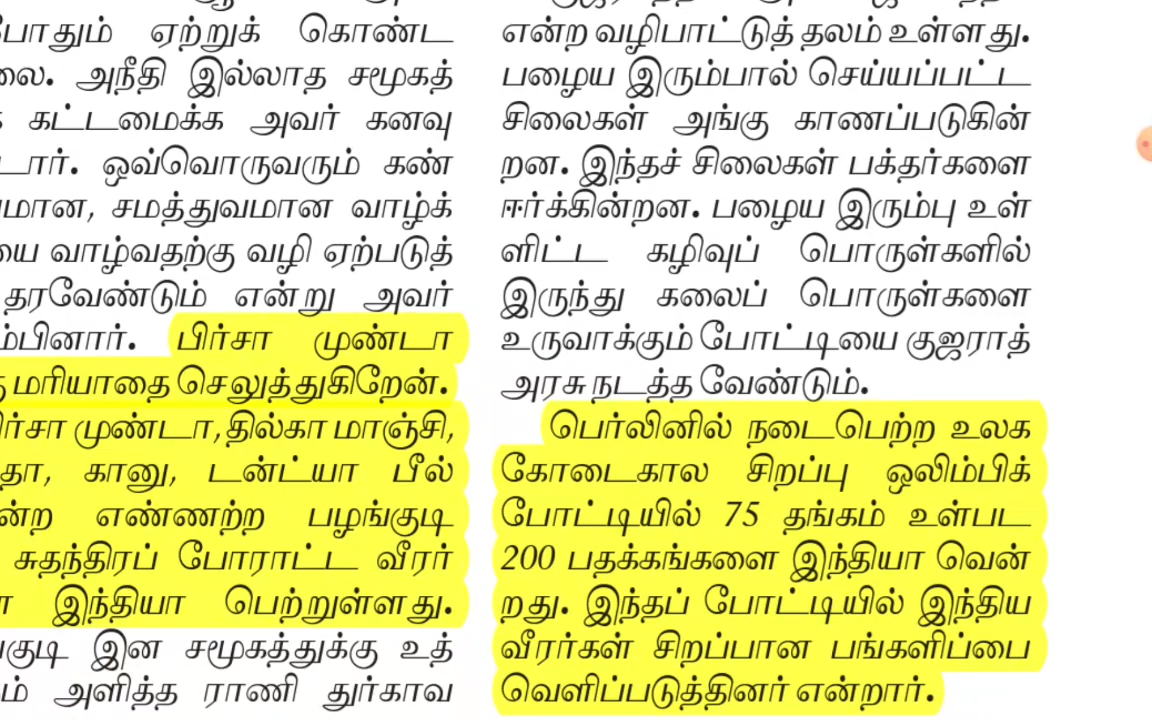 போதும் ஏற்றுக் கொண்ட
அநீதி இல்லாத சமூகத்
கட்டமைக்க அவர் கனவு
ஒவ்வொருவரும் கண்
சமத்துவமான வாழ்க்
வாழ்வதற்கு வழி ஏற்படுத்
தரவேண்டும் என்று அவர்
பிர்சா முண்டா
மரியாதை செலுத்துகிறேன்.
முண்டா, தில்கா மாஞ்சி,
கானு, டன்ட்யா பீல்
எண்ணற்ற பழங்குடி
சுதந்திரப் போராட்ட வீரர்
இந்தியா பெற்றுள்ளது.
இன சமூகத்துக்கு உத்
அளித்த ராணி துர்காவ
என்ற வழிபாட்டுத் தலம் உள்ளது.
பழைய இரும்பால் செய்யப்பட்ட
சிலைகள் அங்கு காணப்படுகின்
றன. இந்தச் சிலைகள் பக்தர்களை
ஈர்க்கின்றன. பழைய இரும்பு உள்
ளிட்ட கழிவுப் பொருள்களில்
இருந்து கலைப் பொருள்களை
உருவாக்கும் போட்டியை குஜராத்
அரசு நடத்த வேண்டும்.
பெர்லினில் நடைபெற்ற உலக
கோடைகால சிறப்பு ஒலிம்பிக்
போட்டியில் 75 தங்கம் உள்பட
200 பதக்கங்களை இந்தியா வென்
றது. இந்தப் போட்டியில் இந்திய
வீரர்கள் சிறப்பான பங்களிப்பை
வெளிப்படுத்தினர் என்றார்.